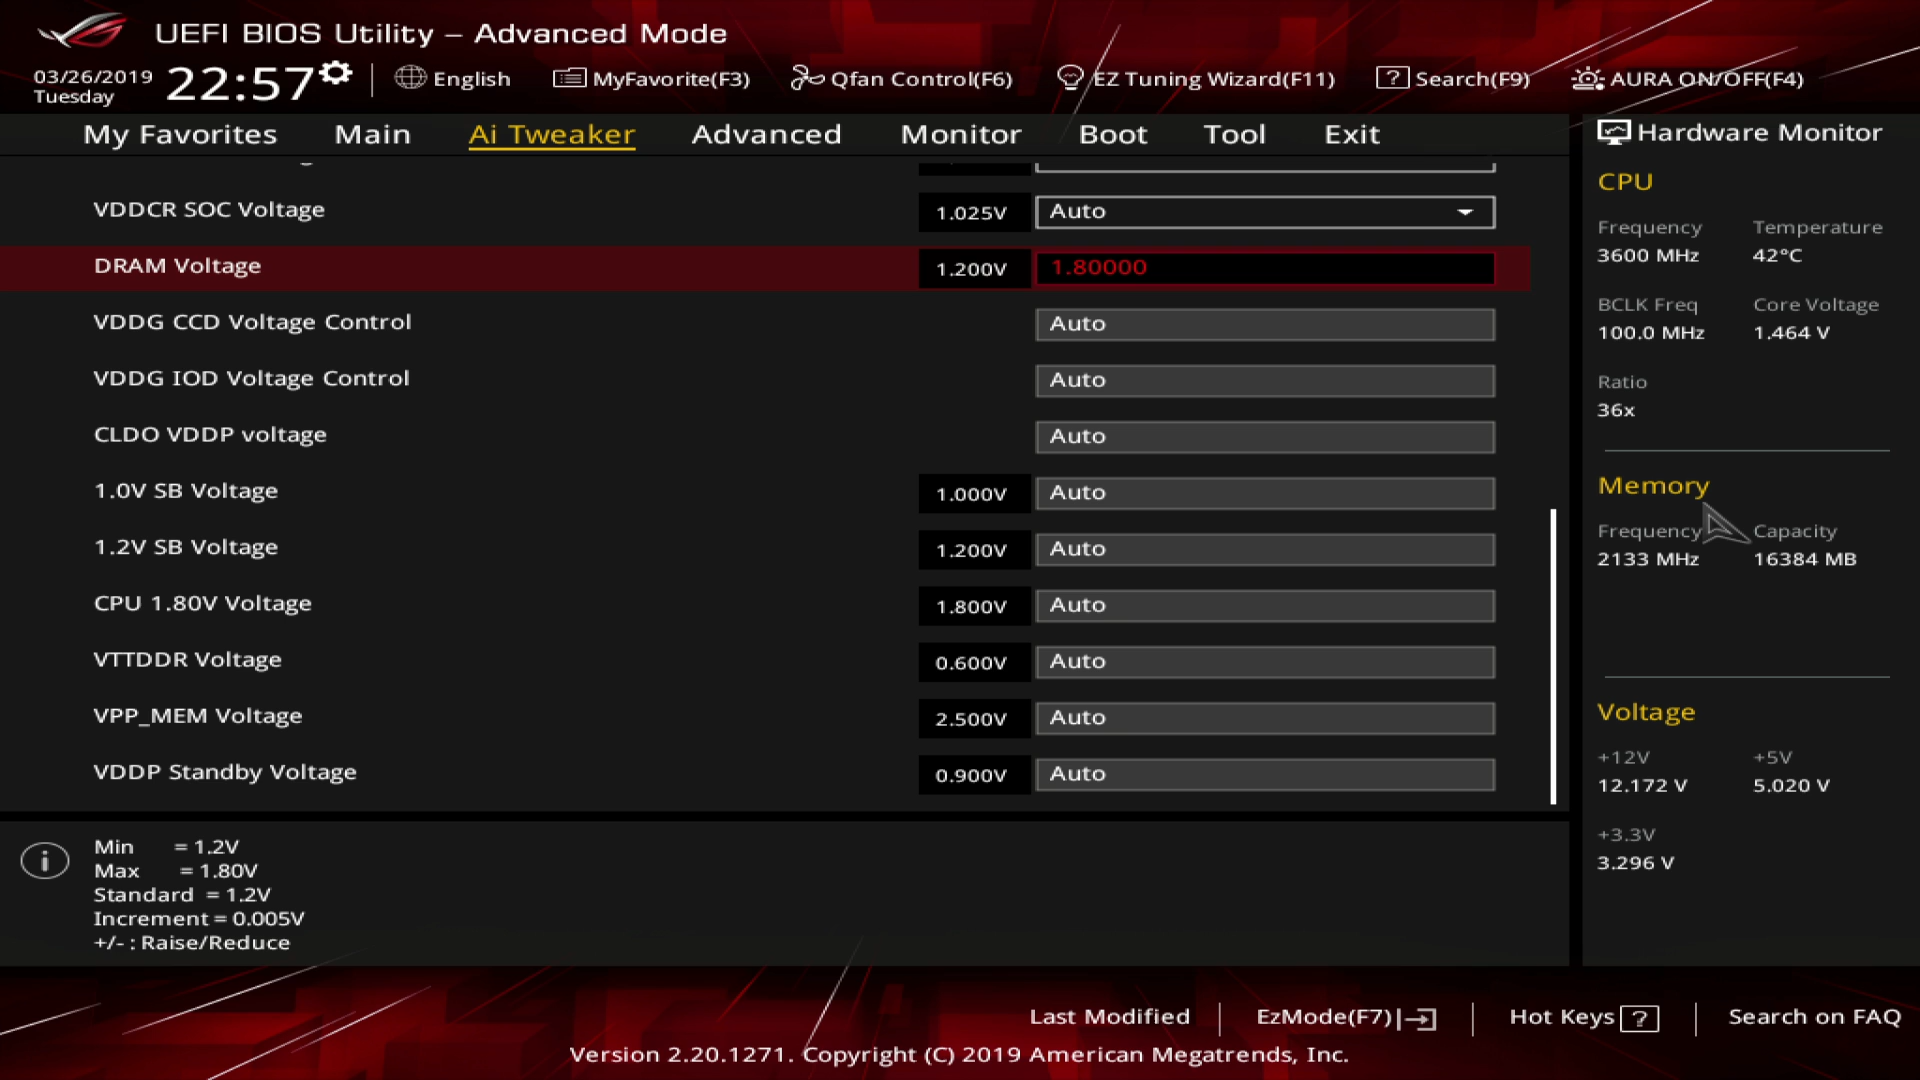 UEFI BIOS Utility – Advanced Mode
03/26/2019
Tuesday
22:57
English
MyFavorite(F3)
Qfan Control(F6)
EZ Tuning Wizard(F11)
? Search(F9)
AURA ON/OFF(F4)
My Favorites Main Ai Tweaker Advanced Monitor Boot Tool Exit
VDDCR SOC Voltage 1.025V Auto
DRAM Voltage 1.200V 1.80000
VDDG CCD Voltage Control Auto
VDDG IOD Voltage Control Auto
CLDO VDDP voltage Auto
1.0V SB Voltage 1.000V Auto
1.2V SB Voltage 1.200V Auto
CPU 1.80V Voltage 1.800V Auto
VTTDDR Voltage 0.600V Auto
VPP_MEM Voltage 2.500V Auto
VDDP Standby Voltage 0.900V Auto
i
Min = 1.2V
Max = 1.80V
Standard = 1.2V
Increment = 0.005V
+/- : Raise/Reduce
Hardware Monitor
CPU
Frequency Temperature
3600 MHz 42°C
BCLK Freq Core Voltage
100.0 MHz 1.464 V
Ratio
36x
Memory
Frequency Capacity
2133 MHz 16384 MB
Voltage
+12V +5V
12.172 V 5.020 V
+3.3V
3.296 V
Last Modified EzMode(F7) Hot Keys ? Search on FAQ
Version 2.20.1271. Copyright (C) 2019 American Megatrends, Inc.